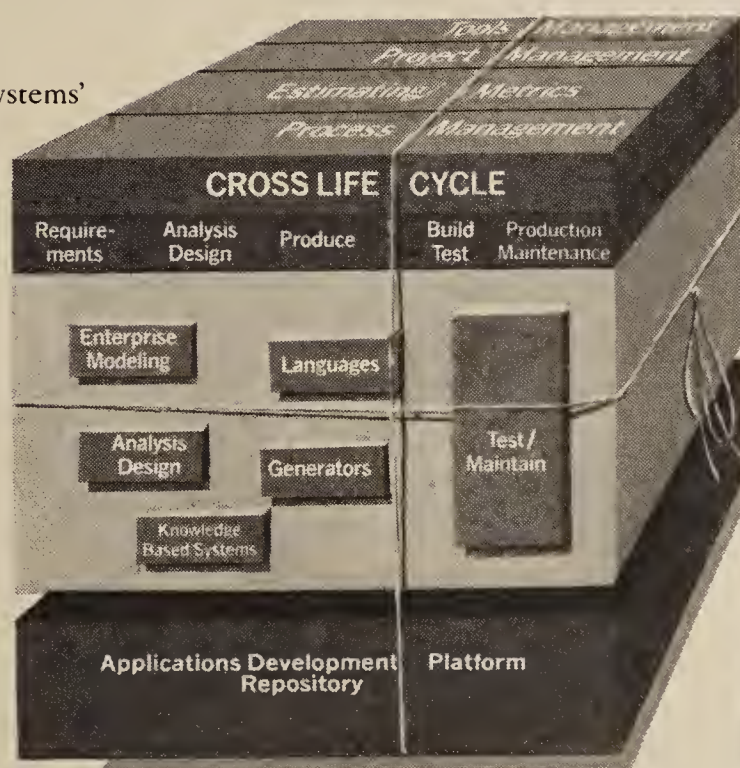 ystems'
Tools Management
Project Management
Estimating Metrics
Process Management
CROSS LIFE CYCLE
Require-
ments
Analysis
Design
Produce
Build
Test
Production
Maintenance
Enterprise
Modeling
Languages
Analysis
Design
Generators
Test/
Maintain
Knowledge
Based Systems
Applications Development Platform
Repository